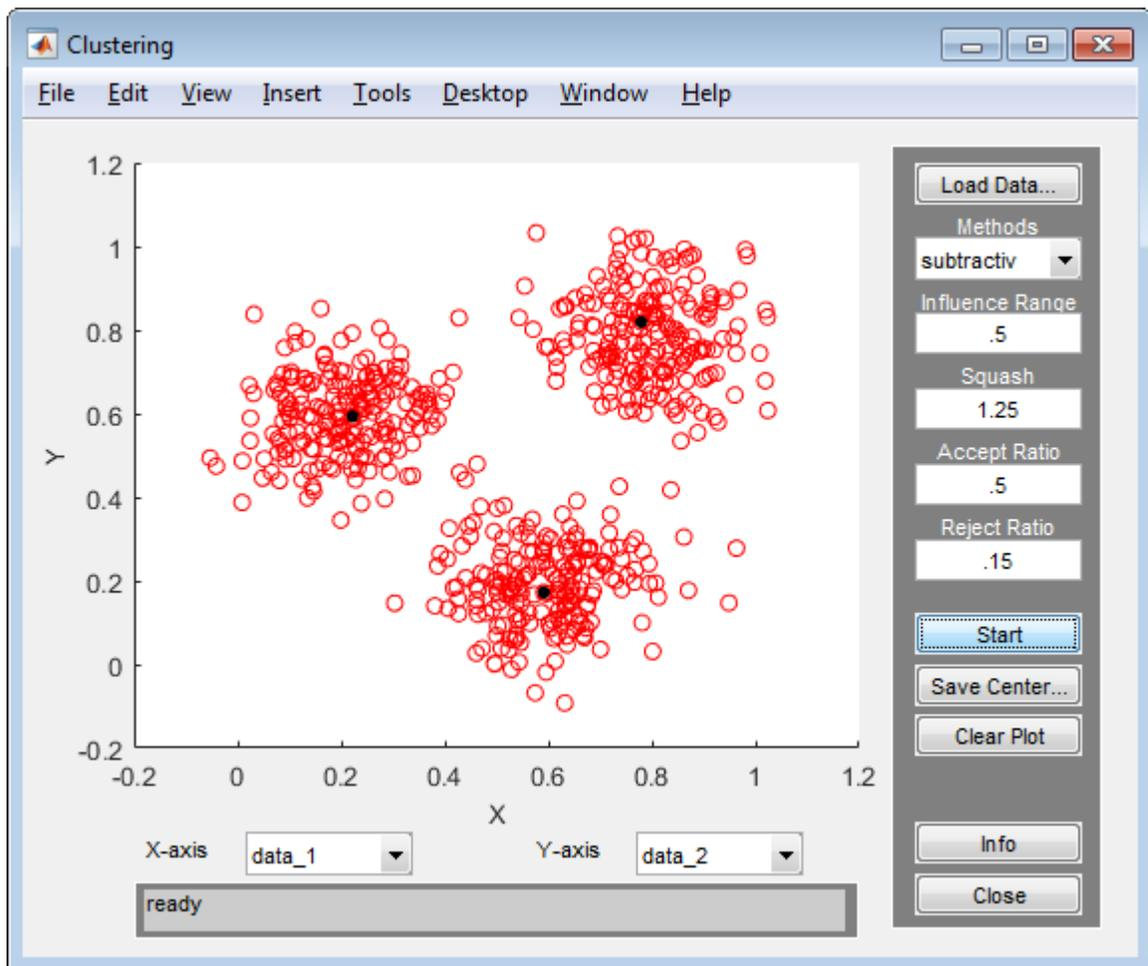 Clustering
File Edit View Insert Tools Desktop Window Help
1.2
1
0.8
0.6
0.4
0.2
0
-0.2
Y
-0.2 0 0.2 0.4 0.6 0.8 1 1.2
X
X-axis data_1 Y-axis data_2
ready
Load Data...
Methods
subtractiv
Influence Range
.5
Squash
1.25
Accept Ratio
.5
Reject Ratio
.15
Start
Save Center...
Clear Plot
Info
Close